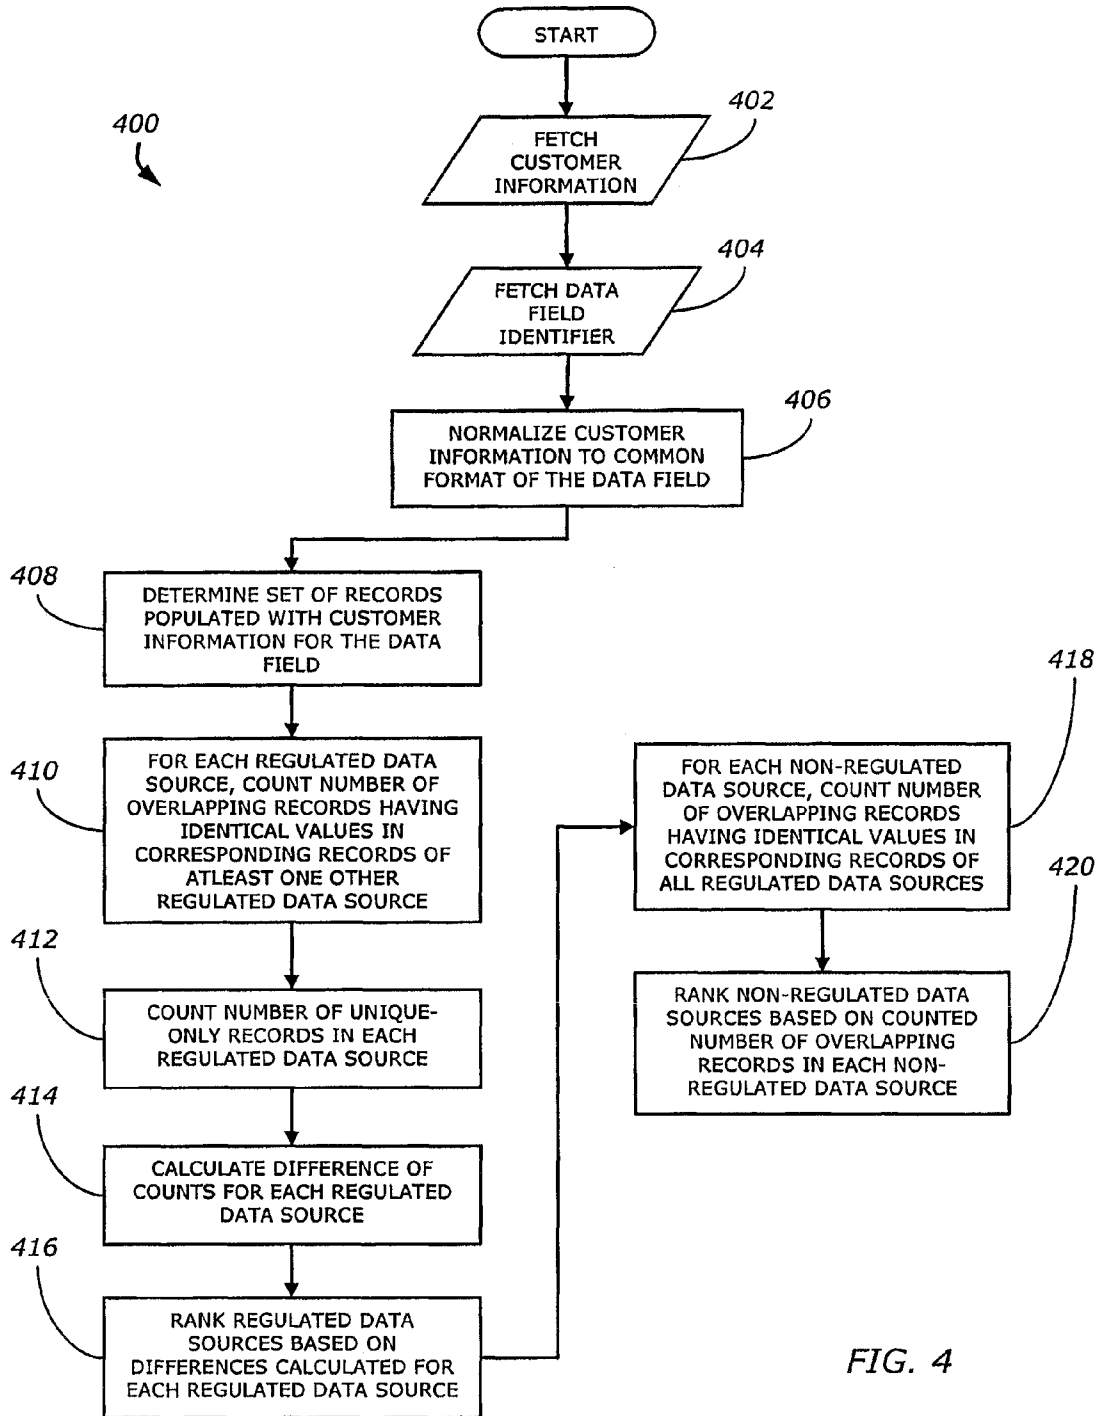 START
402
400
FETCH
CUSTOMER
INFORMATION
404
FETCH DATA
FIELD
IDENTIFIER
406
NORMALIZE CUSTOMER
INFORMATION TO COMMON
FORMAT OF THE DATA FIELD
408
DETERMINE SET OF RECORDS
POPULATED WITH CUSTOMER
INFORMATION FOR THE DATA
FIELD
410
FOR EACH REGULATED DATA
SOURCE, COUNT NUMBER OF
OVERLAPPING RECORDS HAVING
IDENTICAL VALUES IN
CORRESPONDING RECORDS OF
ATLEAST ONE OTHER
REGULATED DATA SOURCE
412
COUNT NUMBER OF UNIQUE-
ONLY RECORDS IN EACH
REGULATED DATA SOURCE
414
CALCULATE DIFFERENCE OF
COUNTS FOR EACH REGULATED
DATA SOURCE
416
RANK REGULATED DATA
SOURCES BASED ON
DIFFERENCES CALCULATED FOR
EACH REGULATED DATA SOURCE
418
FOR EACH NON-REGULATED
DATA SOURCE, COUNT NUMBER
OF OVERLAPPING RECORDS
HAVING IDENTICAL VALUES IN
CORRESPONDING RECORDS OF
ALL REGULATED DATA SOURCES
420
RANK NON-REGULATED DATA
SOURCES BASED ON COUNTED
NUMBER OF OVERLAPPING
RECORDS IN EACH NON-
REGULATED DATA SOURCE
FIG. 4